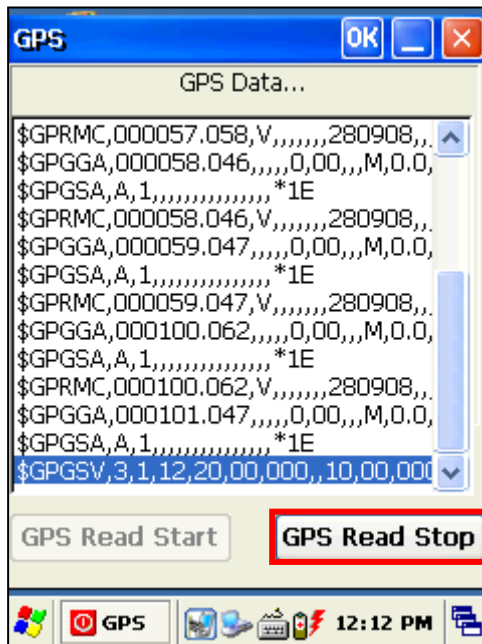 GPS OK
GPS Data...
$GPRMC,000057.058,V,,,,,,,280908,,.
$GPGGA,000058.046,,,,,0,00,,,M,0.0,
$GPGSA,A,1,,,,,,,,,,,,,,,*1E
$GPRMC,000058.046,V,,,,,,,280908,,.
$GPGGA,000059.047,,,,,0,00,,,M,0.0,
$GPGSA,A,1,,,,,,,,,,,,,,,*1E
$GPRMC,000059.047,V,,,,,,,280908,,.
$GPGGA,000100.062,,,,,0,00,,,M,0.0,
$GPGSA,A,1,,,,,,,,,,,,,,,*1E
$GPRMC,000100.062,V,,,,,,,280908,,.
$GPGGA,000101.047,,,,,0,00,,,M,0.0,
$GPGSA,A,1,,,,,,,,,,,,,,,*1E
$GPGSV,3,1,12,20,00,000,,10,00,000
GPS Read Start GPS Read Stop
GPS 12:12 PM